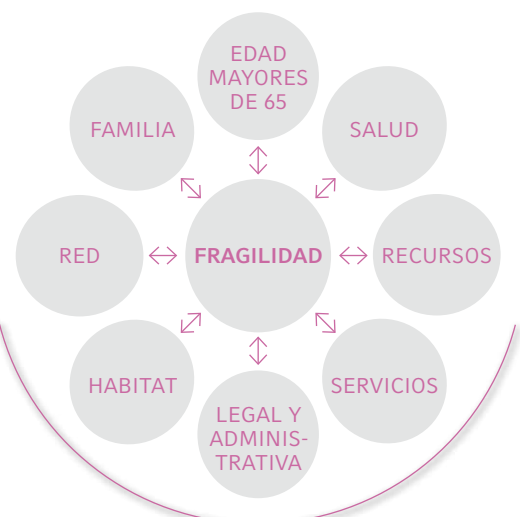 EDAD
MAYORES
DE 65
FAMILIA
SALUD
RED
FRAGILIDAD
RECURSOS
HABITAT
SERVICIOS
LEGAL Y
ADMINIS-
TRATIVA